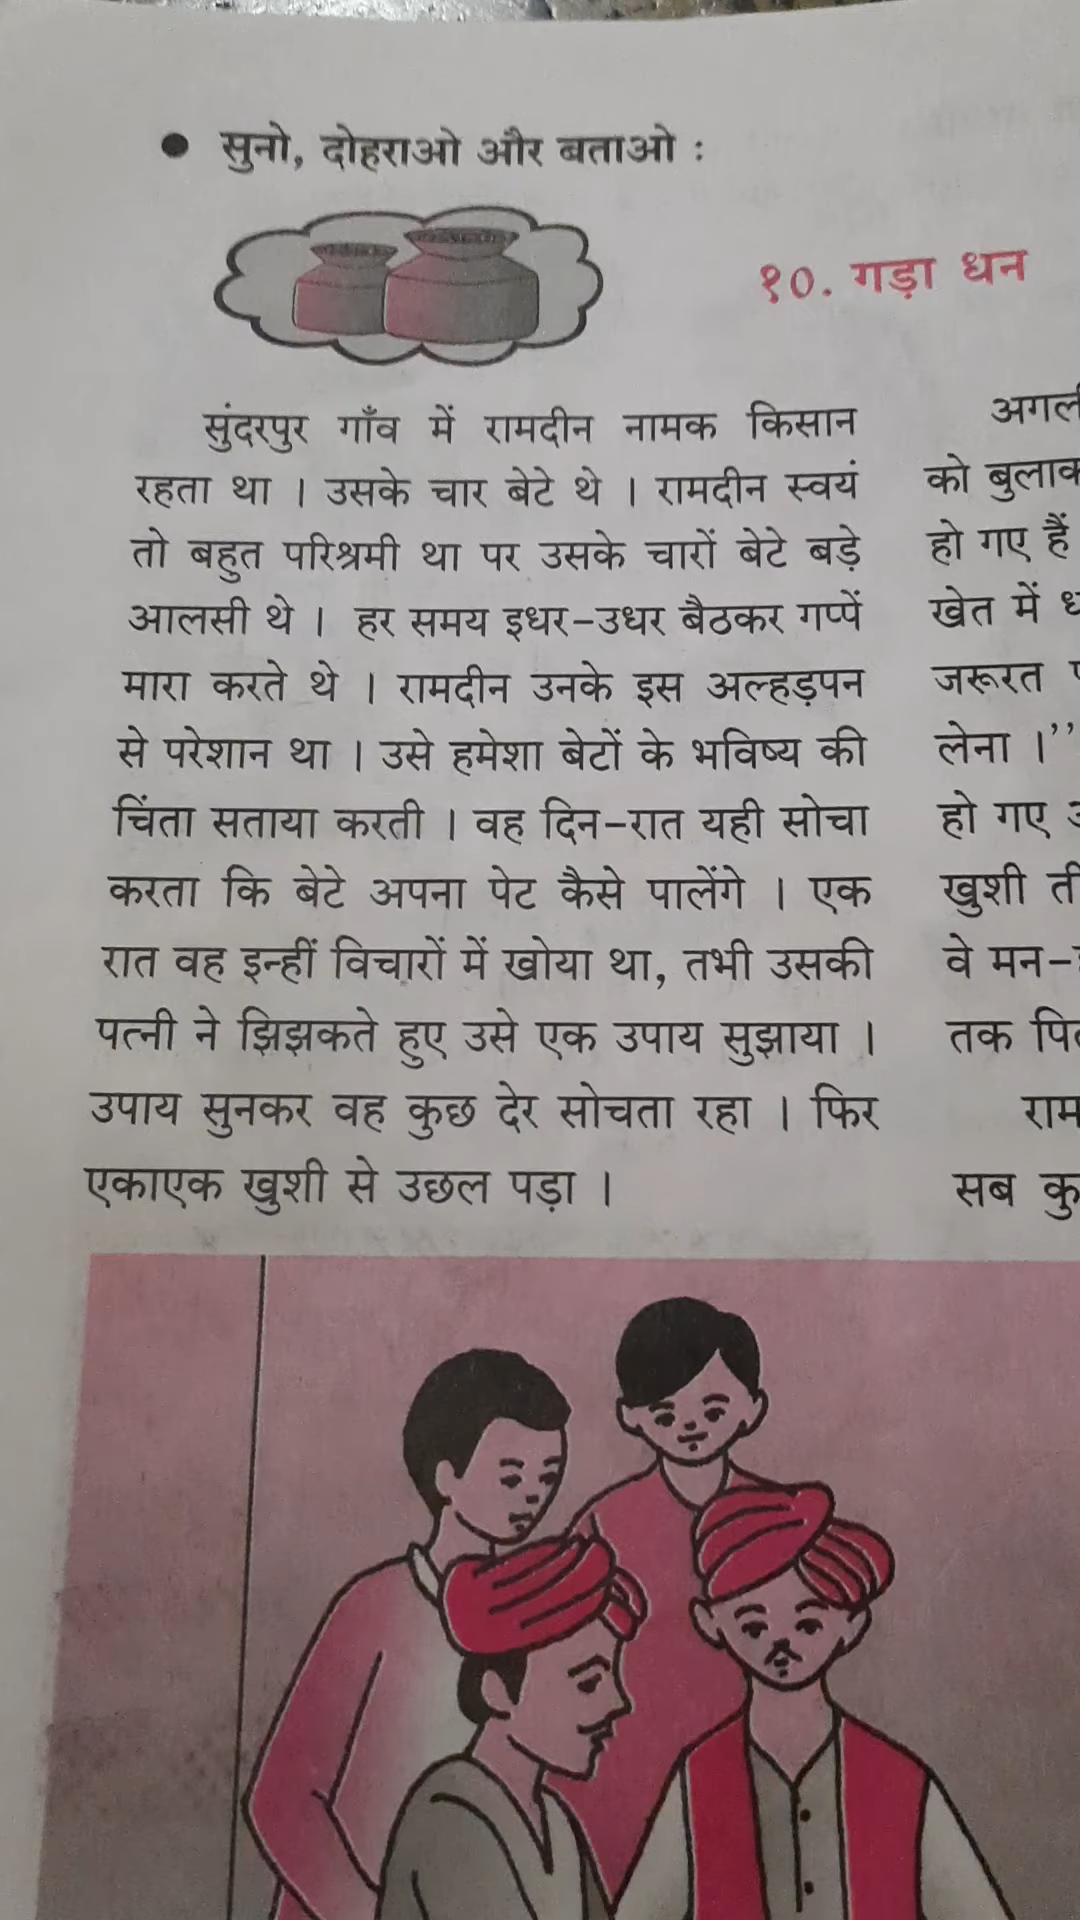 ● सुनो, दोहराओ और बताओ :
१०. गड़ा धन
सुंदरपुर गाँव में रामदीन नामक किसान
रहता था । उसके चार बेटे थे । रामदीन स्वयं
तो बहुत परिश्रमी था पर उसके चारों बेटे बड़े
आलसी थे । हर समय इधर-उधर बैठकर गप्पें
मारा करते थे । रामदीन उनके इस अल्हड़पन
से परेशान था । उसे हमेशा बेटों के भविष्य की
चिंता सताया करती । वह दिन-रात यही सोचा
करता कि बेटे अपना पेट कैसे पालेंगे । एक
रात वह इन्हीं विचारों में खोया था, तभी उसकी
पत्नी ने झिझकते हुए उसे एक उपाय सुझाया ।
उपाय सुनकर वह कुछ देर सोचता रहा । फिर
एकाएक खुशी से उछल पड़ा ।
को
हो गए हैं
खेत में
जरूरत
लेना ।’’
हो गए
खुशी
वे मन-
तक
सब